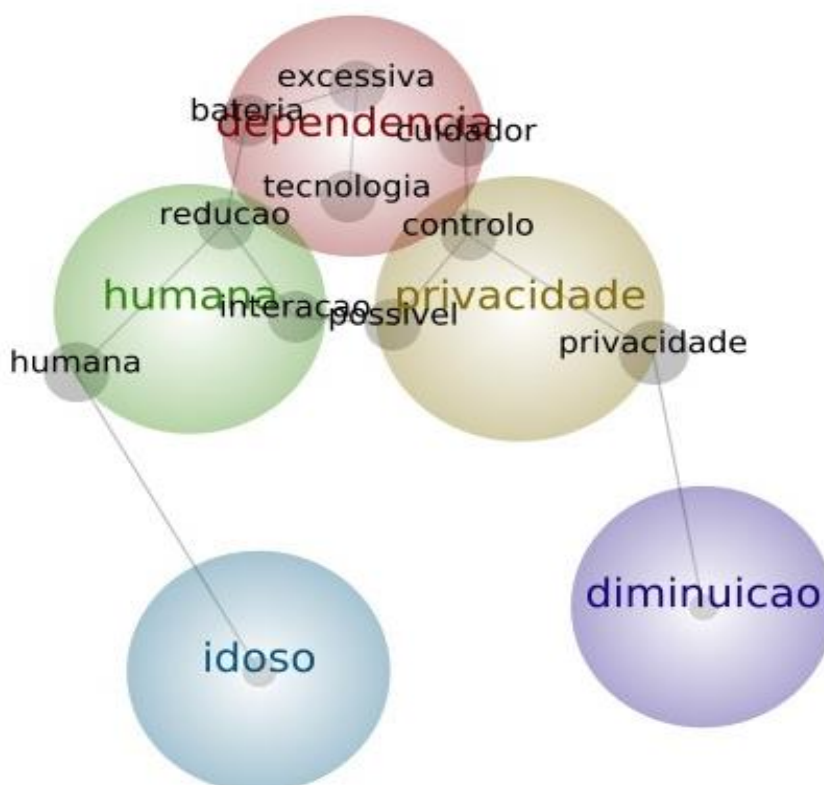 excessiva
bateria
dependencia
cuidador
tecnologia
reducao
controlo
humana
interacao
possivel
privacidade
privacidade
humana
idoso
diminuicao